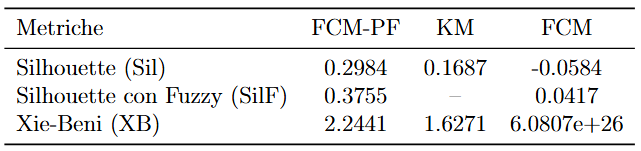 Metriche FCM-PF KM FCM
Silhouette (Sil) 0.2984 0.1687 -0.0584
Silhouette con Fuzzy (SilF) 0.3755 – 0.0417
Xie-Beni (XB) 2.2441 1.6271 6.0807e+26